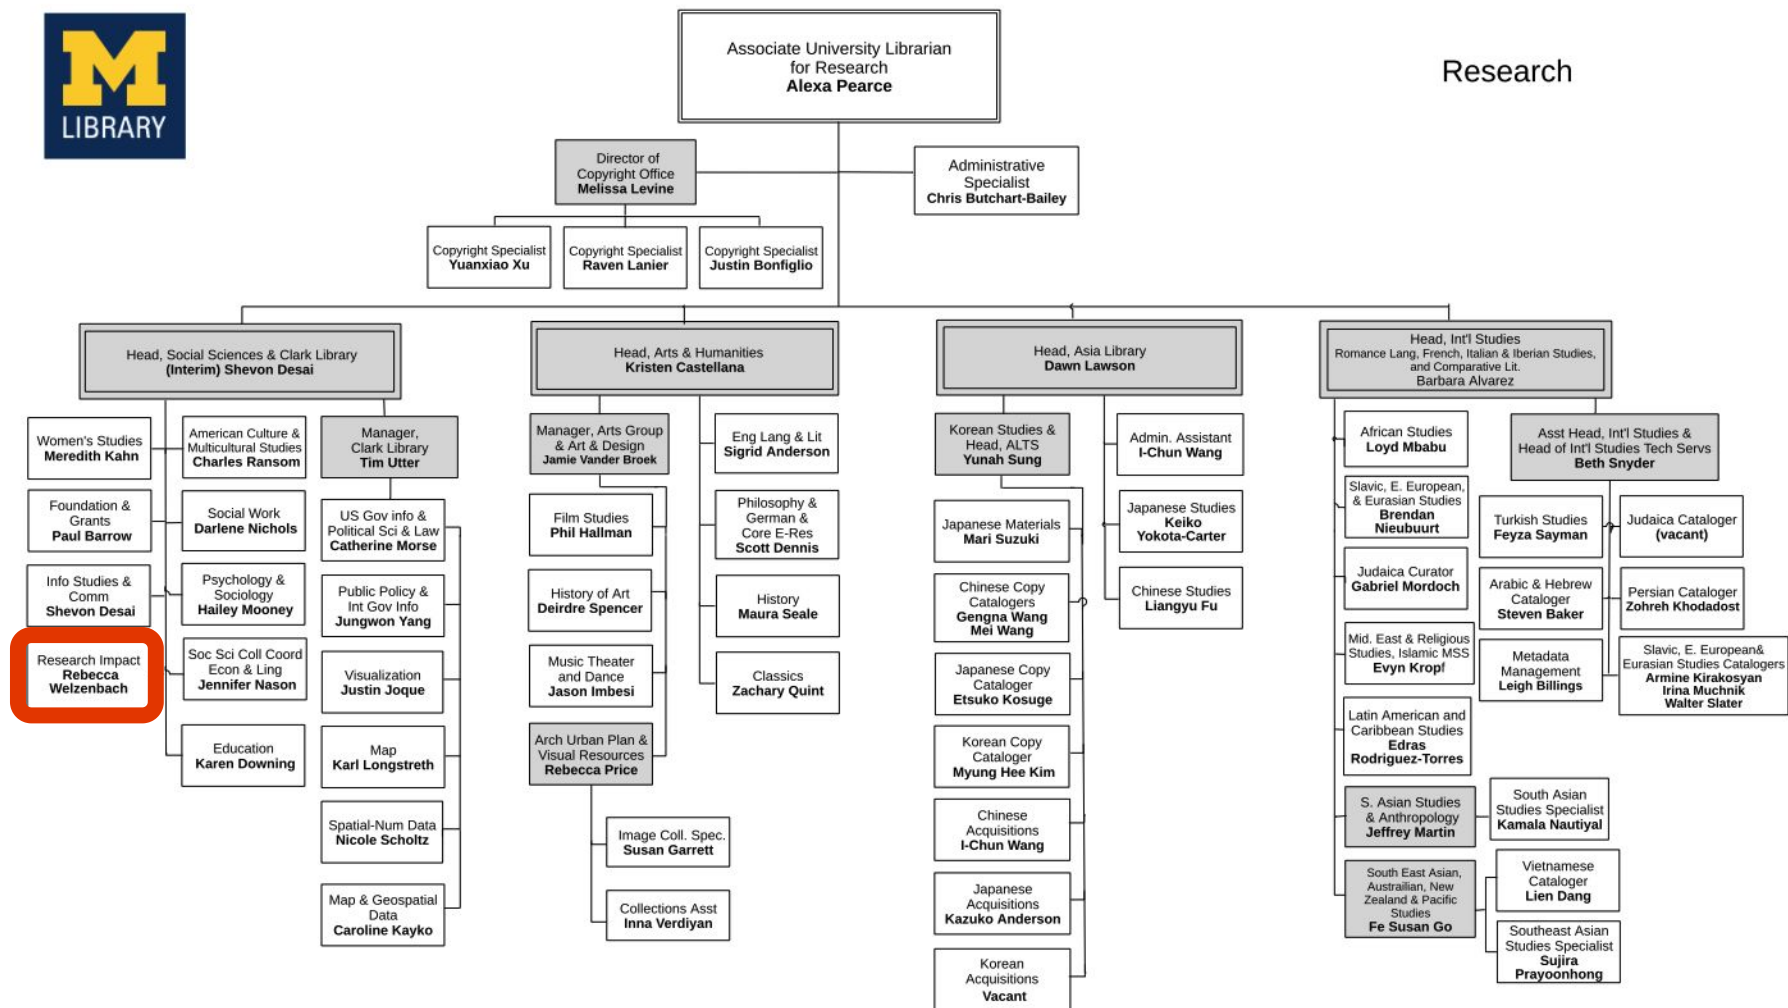 M
LIBRARY
Research
Associate University Librarian
for Research
Alexa Pearce
Director of
Copyright Office
Melissa Levine
Administrative
Specialist
Chris Butchart-Bailey
Copyright Specialist
Yuanxiao Xu
Copyright Specialist
Raven Lanier
Copyright Specialist
Justin Bonfiglio
Head, Social Sciences & Clark Library
(Interim) Shevon Desai
Women's Studies
Meredith Kahn
Foundation &
Grants
Paul Barrow
Info Studies &
Comm
Shevon Desai
Research Impact
Rebecca
Welzenbach
American Culture &
Multicultural Studies
Charles Ransom
Social Work
Darlene Nichols
Psychology &
Sociology
Hailey Mooney
Soc Sci Coll Coord
Econ & Ling
Jennifer Nason
Education
Karen Downing
Manager,
Clark Library
Tim Utter
US Gov info &
Political Sci & Law
Catherine Morse
Public Policy &
Int Gov Info
Jungwon Yang
Visualization
Justin Joque
Map
Karl Longstreth
Spatial-Num Data
Nicole Scholtz
Map & Geospatial
Data
Caroline Kayko
Head, Arts & Humanities
Kristen Castellana
Manager, Arts Group
& Art & Design
Jamie Vander Broek
Film Studies
Phil Hallman
History of Art
Deirdre Spencer
Music Theater
and Dance
Jason Imbesi
Arch Urban Plan &
Visual Resources
Rebecca Price
Image Coll. Spec.
Susan Garrett
Collections Asst
Inna Verdiyan
Eng Lang & Lit
Sigrid Anderson
Philosophy &
German &
Core E-Res
Scott Dennis
History
Maura Seale
Classics
Zachary Quint
Head, Asia Library
Dawn Lawson
Korean Studies &
Head, ALTS
Yunah Sung
Japanese Materials
Mari Suzuki
Chinese Copy
Catalogers
Gengna Wang
Mei Wang
Japanese Copy
Cataloger
Etsuko Kosuge
Korean Copy
Cataloger
Myung Hee Kim
Chinese
Acquisitions
I-Chun Wang
Japanese
Acquisitions
Kazuko Anderson
Korean
Acquisitions
Vacant
Admin. Assistant
I-Chun Wang
Japanese Studies
Keiko
Yokota-Carter
Chinese Studies
Liangyu Fu
Head, Int'l Studies
Romance Lang, French, Italian & Iberian Studies,
and Comparative Lit.
Barbara Alvarez
African Studies
Loyd Mbabu
Slavic, E. European,
& Eurasian Studies
Brendan
Nieubuurt
Judaica Curator
Gabriel Mordoch
Mid. East & Religious
Studies, Islamic MSS
Evyn Kropf
Latin American and
Caribbean Studies
Edras
Rodriguez-Torres
S. Asian Studies
& Anthropology
Jeffrey Martin
South Asian
Studies Specialist
Kamala Nautiyal
South East Asian,
Austrailian, New
Zealand & Pacific
Studies
Fe Susan Go
Vietnamese
Cataloger
Lien Dang
Southeast Asian
Studies Specialist
Sujira
Prayoonhong
Asst Head, Int'l Studies &
Head of Int'l Studies Tech Servs
Beth Snyder
Turkish Studies
Feyza Sayman
Judaica Cataloger
(vacant)
Arabic & Hebrew
Cataloger
Steven Baker
Persian Cataloger
Zohreh Khodadost
Metadata
Management
Leigh Billings
Slavic, E. European&
Eurasian Studies Catalogers
Armine Kirakosyan
Irina Muchnik
Walter Slater